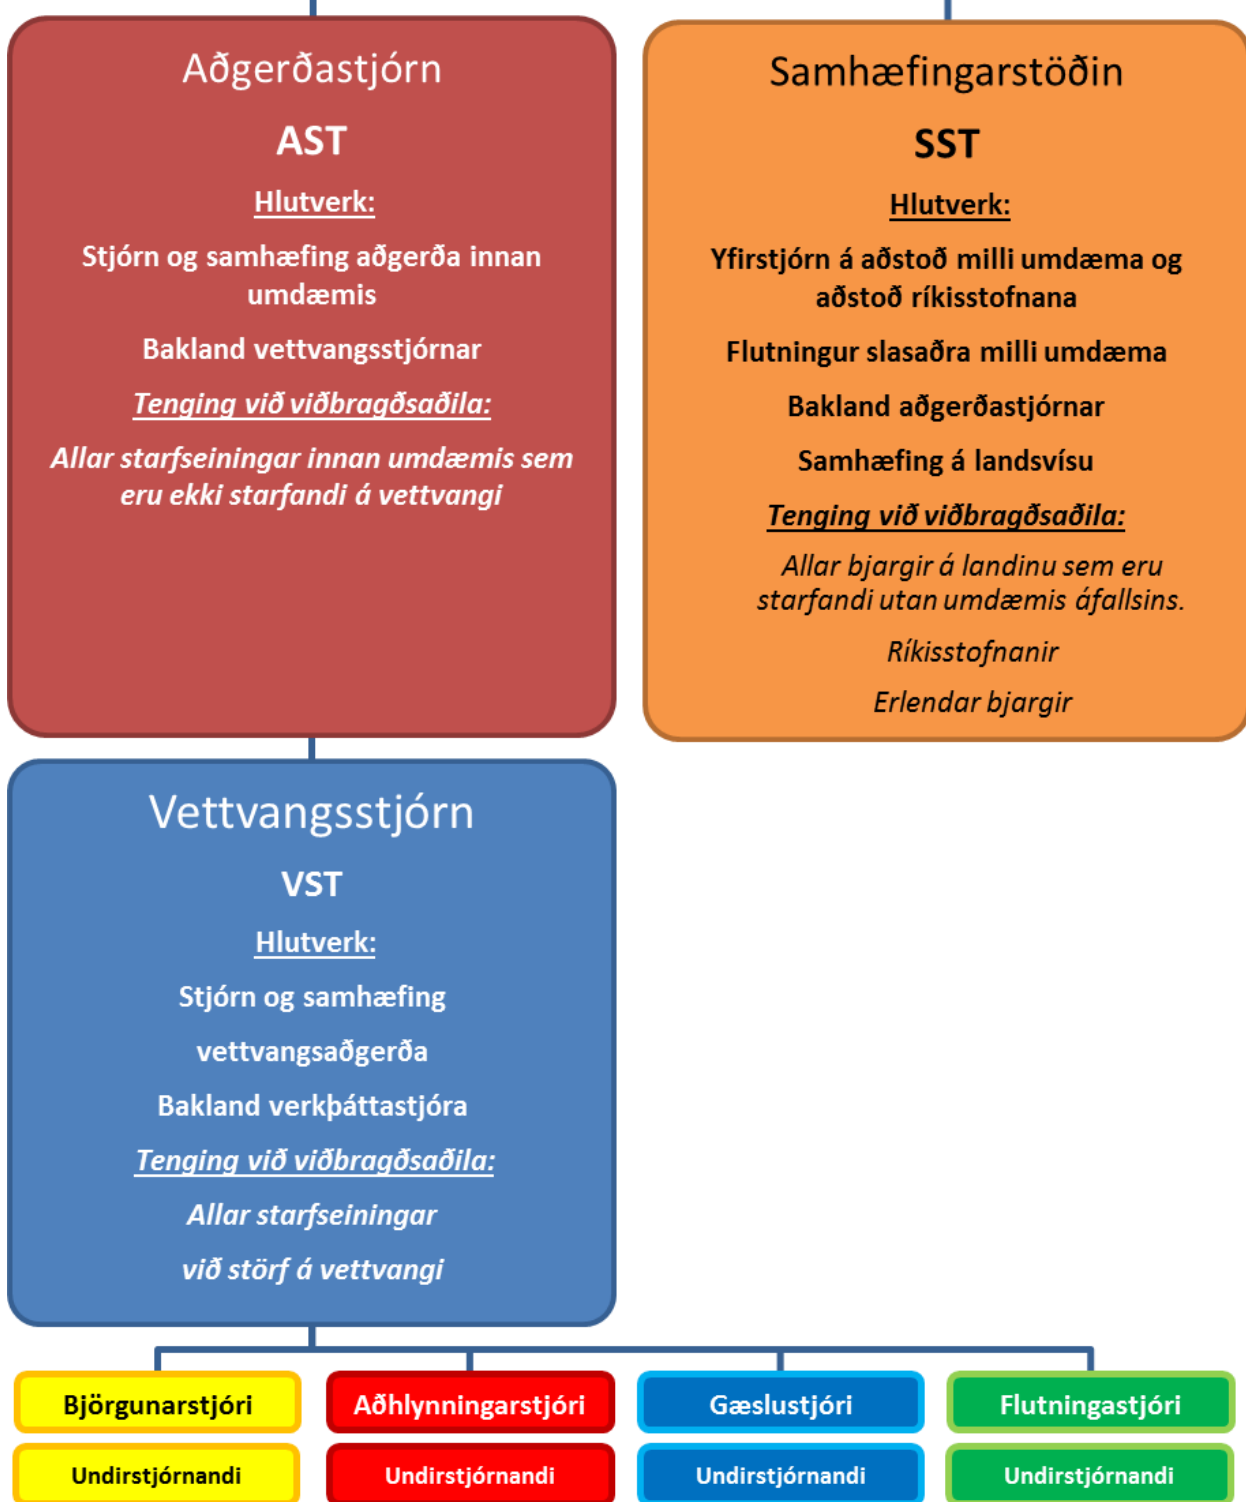 Aðgerðastjórn
AST
Hlutverk:
Stjórn og samhæfing aðgerða innan
umdæmis
Bakland vettvangsstjórnar
Tenging við viðbragðsaðila:
Allar starfseiningar innan umdæmis sem
eru ekki starfandi á vettvangi
Samhæfingarstöðin
SST
Hlutverk:
Yfirstjórn á aðstoð milli umdæma og
aðstoð ríkisstofnana
Flutningur slasaðra milli umdæma
Bakland aðgerðastjórnar
Samhæfing á landsvísu
Tenging við viðbragðsaðila:
Allar bjargir á landinu sem eru
starfandi utan umdæmis áfallsins.
Ríkisstofnanir
Erlendar bjargir
Vettvangsstjórn
VST
Hlutverk:
Stjórn og samhæfing
vettvangsaðgerða
Bakland verkþáttastjóra
Tenging við viðbragðsaðila:
Allar starfseiningar
við störf á vettvangi
Björgunarstjóri
Aðhlynningarstjóri
Gæslustjóri
Flutningastjóri
Undirstjórnandi
Undirstjórnandi
Undirstjórnandi
Undirstjórnandi